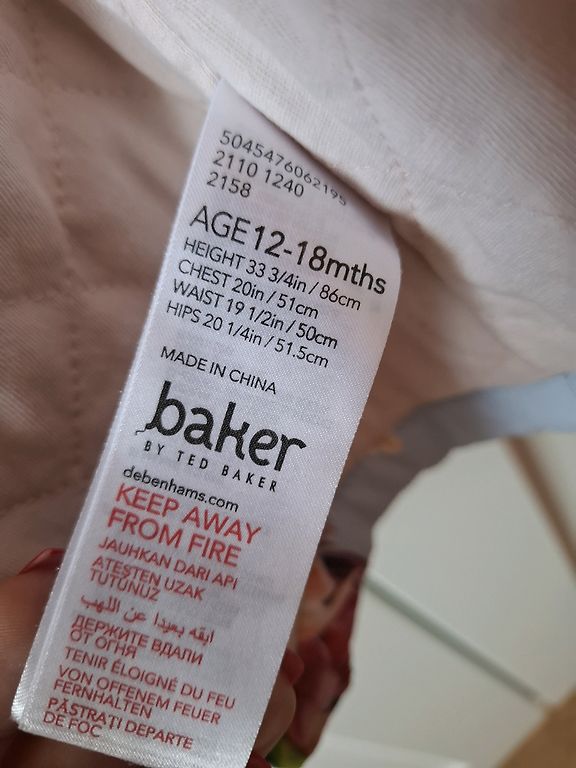 5045476062195
2110 1240
2158
AGE 12-18mths
HEIGHT 33 3/4in / 86cm
CHEST 20in / 51cm
WAIST 19 1/2in / 50cm
HIPS 20 1/4in / 51.5cm
MADE IN CHINA
baker
BY TED BAKER
debenhams.com
KEEP AWAY
FROM FIRE
JAUHKAN DARI API
ATEŞTEN UZAK
TUTUNUZ
ابقه بعيدا عن اللهب
ДЕРЖИТЕ ВДАЛИ
ОТ ОГНЯ
TENIR ÉLOIGNÉ DU FEU
VON OFFENEM FEUER
FERNHALTEN
PĂSTRAŢI DEPARTE
DE FOC